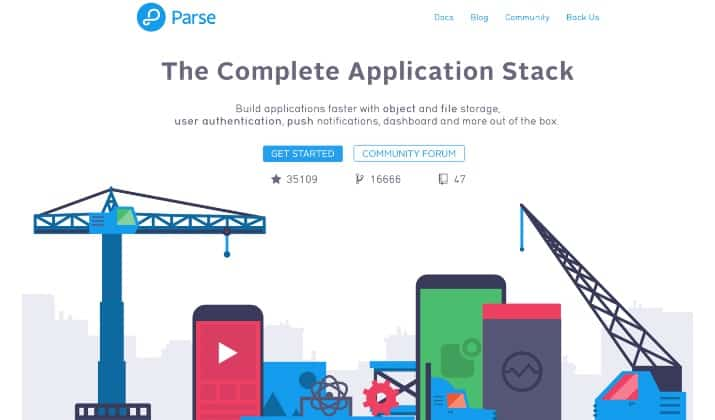 Parse
Docs Blog Community Back Us
The Complete Application Stack
Build applications faster with object and file storage,
user authentication, push notifications, dashboard and more out of the box.
GET STARTED COMMUNITY FORUM
35109 16666 47